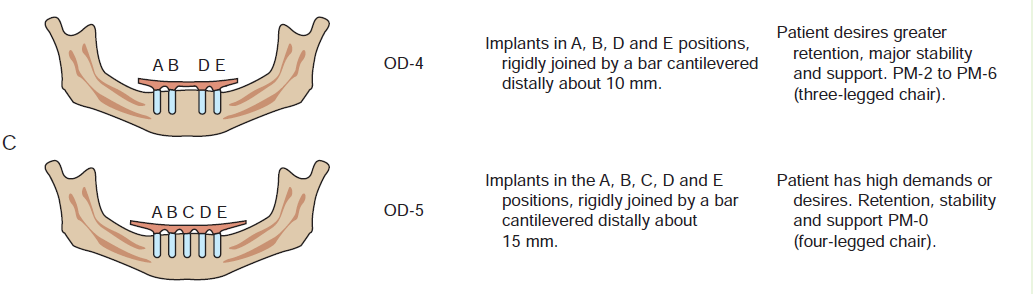 A B D E
OD-4
Implants in A, B, D and E positions,
rigidly joined by a bar cantilevered
distally about 10 mm.
Patient desires greater
retention, major stability
and support. PM-2 to PM-6
(three-legged chair).
C
A B C D E
OD-5
Implants in the A, B, C, D and E
positions, rigidly joined by a bar
cantilevered distally about
15 mm.
Patient has high demands or
desires. Retention, stability
and support PM-0
(four-legged chair).